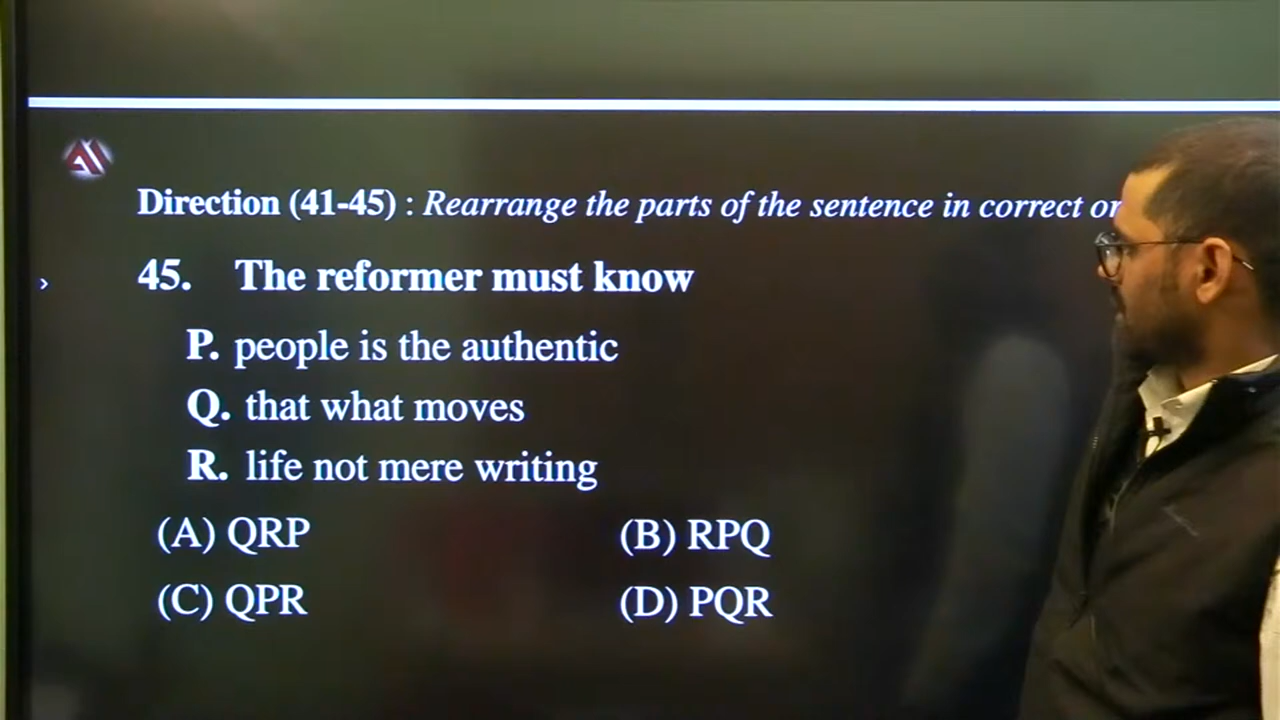 Direction (41-45) : Rearrange the parts of the sentence in correct
45. The reformer must know
P. people is the authentic
Q. that what moves
R. life not mere writing
(A) QRP (B) RPQ
(C) QPR (D) PQR